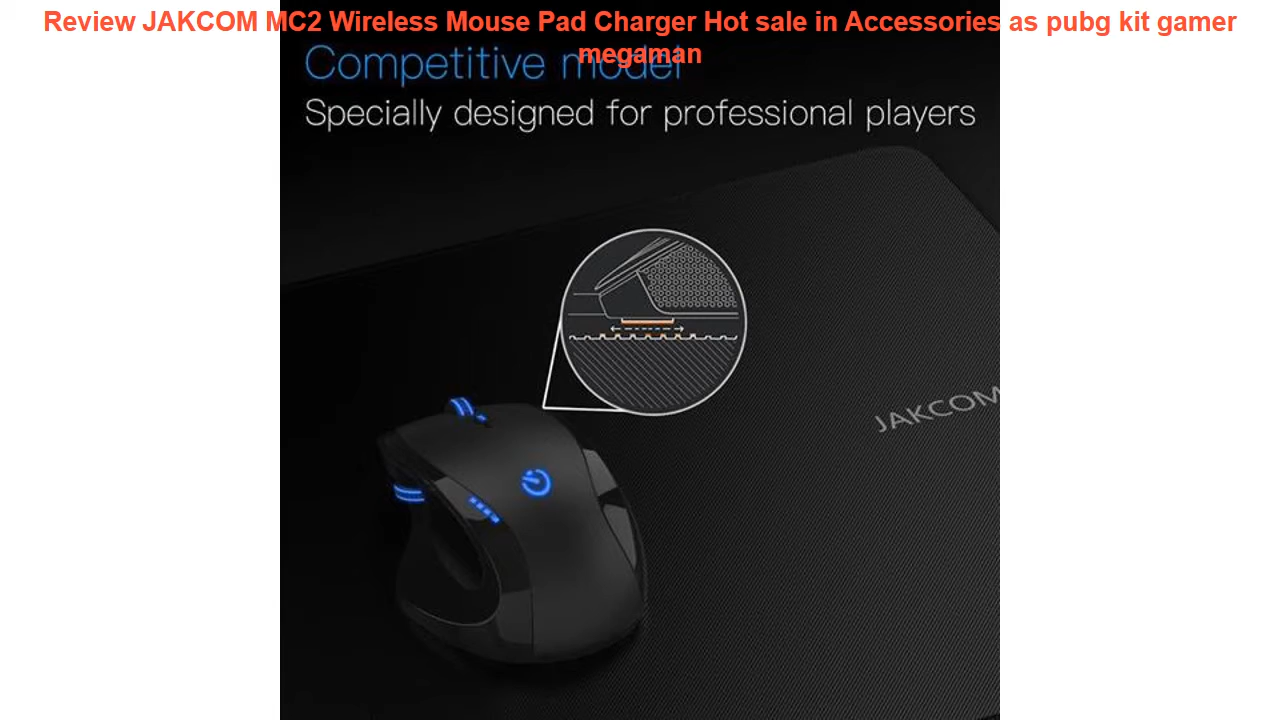 Review JAKCOM MC2 Wireless Mouse Pad Charger Hot sale in Accessories as pubg kit gamer
megaman
Competitive model
Specially designed for professional players
JAKCOM